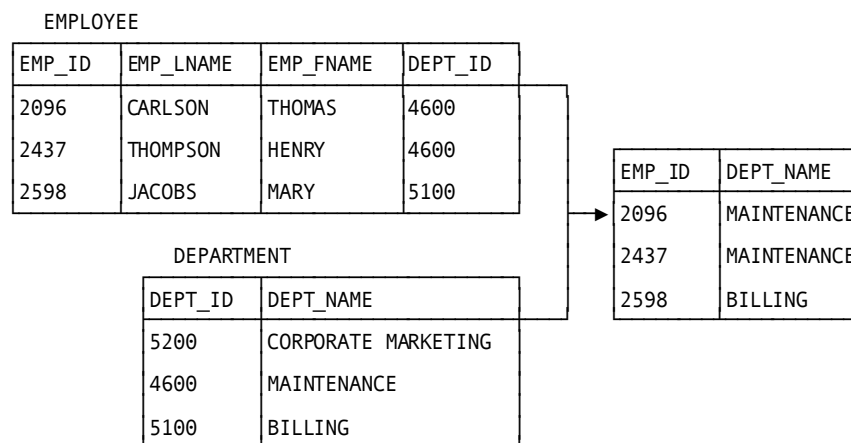 EMPLOYEE
EMP_ID EMP_LNAME EMP_FNAME DEPT_ID
2096 CARLSON THOMAS 4600
2437 THOMPSON HENRY 4600
2598 JACOBS MARY 5100
DEPARTMENT
DEPT_ID DEPT_NAME
5200 CORPORATE MARKETING
4600 MAINTENANCE
5100 BILLING
EMP_ID DEPT_NAME
2096 MAINTENANCE
2437 MAINTENANCE
2598 BILLING